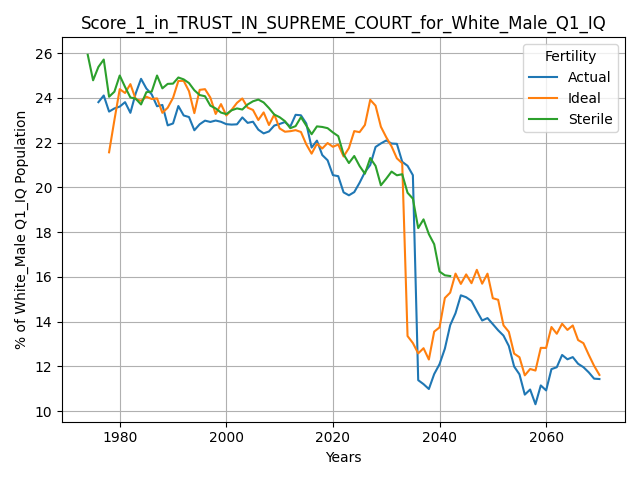 Score_1_in_TRUST_IN_SUPREME_COURT_for_White_Male_Q1_IQ
% of White_Male Q1_IQ Population
26
24
22
20
18
16
14
12
10
Fertility
Actual
Ideal
Sterile
1980 2000 2020 2040 2060
Years